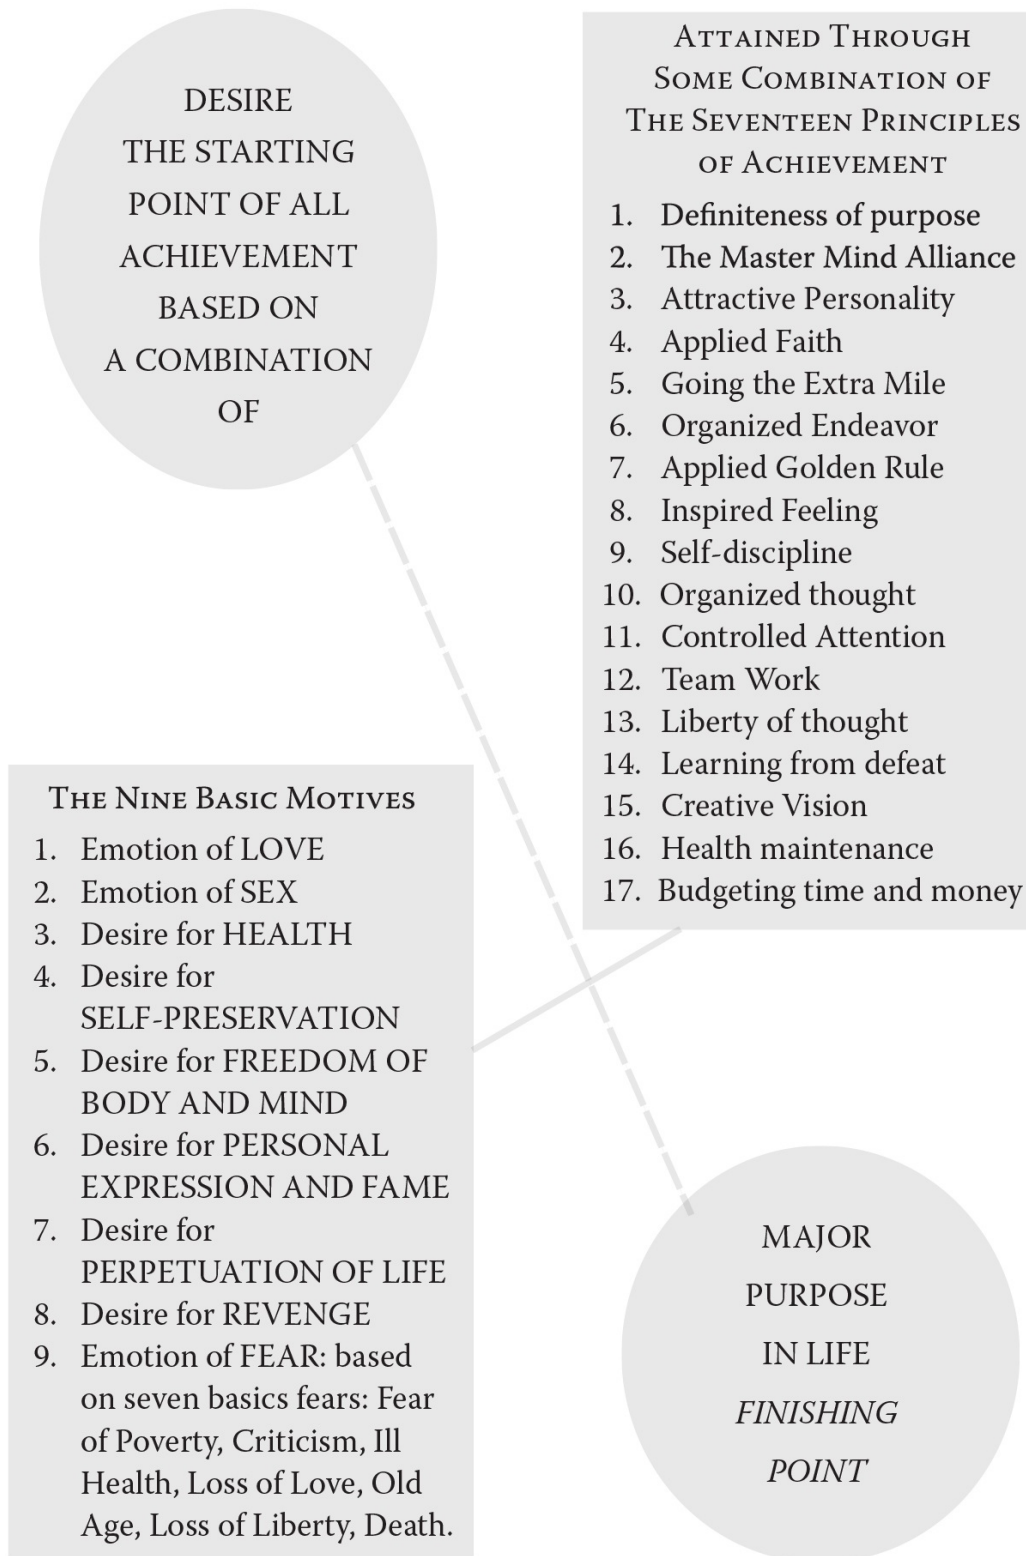 DESIRE
THE STARTING
POINT OF ALL
ACHIEVEMENT
BASED ON
A COMBINATION
OF
ATTAINED THROUGH
SOME COMBINATION OF
THE SEVENTEEN PRINCIPLES
OF ACHIEVEMENT
1. Definiteness of purpose
2. The Master Mind Alliance
3. Attractive Personality
4. Applied Faith
5. Going the Extra Mile
6. Organized Endeavor
7. Applied Golden Rule
8. Inspired Feeling
9. Self-discipline
10. Organized thought
11. Controlled Attention
12. Team Work
13. Liberty of thought
14. Learning from defeat
15. Creative Vision
16. Health maintenance
17. Budgeting time and money
THE NINE BASIC MOTIVES
1. Emotion of LOVE
2. Emotion of SEX
3. Desire for HEALTH
4. Desire for
SELF-PRESERVATION
5. Desire for FREEDOM OF
BODY AND MIND
6. Desire for PERSONAL
EXPRESSION AND FAME
7. Desire for
PERPETUATION OF LIFE
8. Desire for REVENGE
9. Emotion of FEAR: based
on seven basics fears: Fear
of Poverty, Criticism, Ill
Health, Loss of Love, Old
Age, Loss of Liberty, Death.
MAJOR
PURPOSE
IN LIFE
FINISHING
POINT